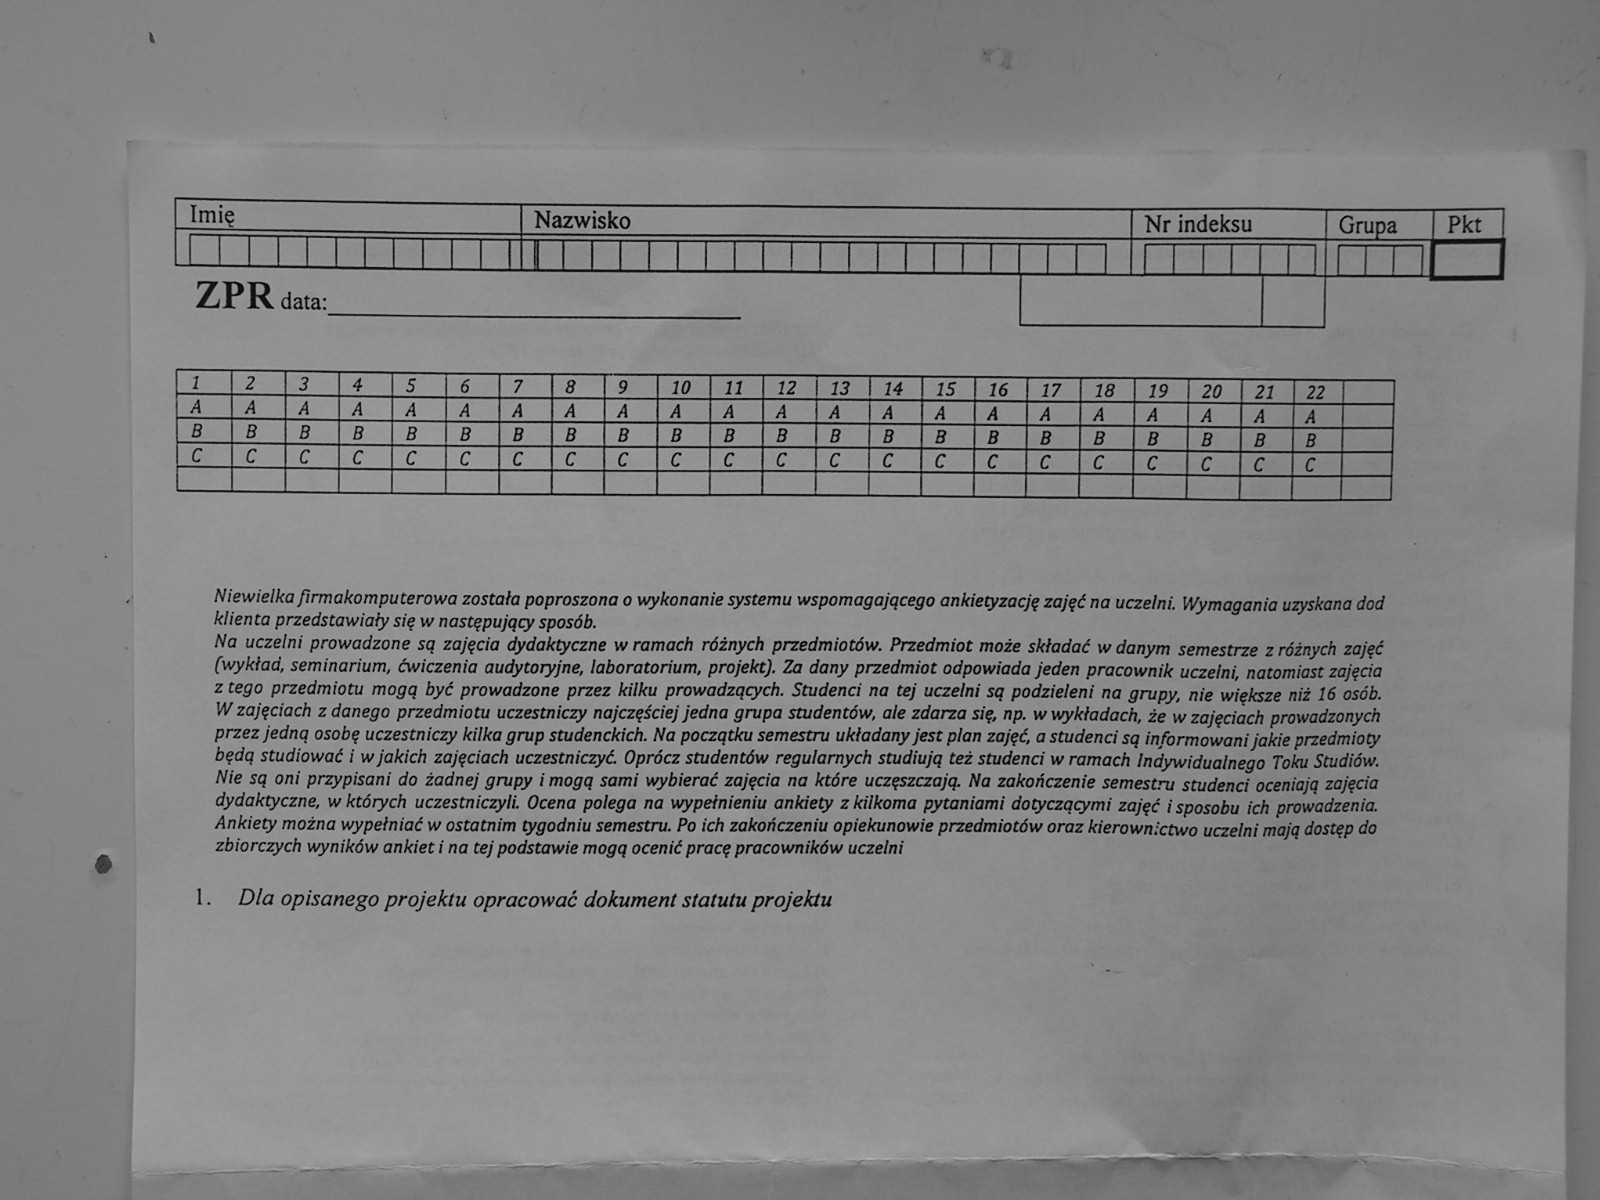 Imię Nazwisko Nr indeksu Grupa Pkt
ZPR data:
1 2 3 4 5 6 7 8 9 10 11 12 13 14 15 16 17 18 19 20 21 22
A A A A A A A A A A A A A A A A A A A A A A
B B B B B B B B B B B B B B B B B B B B B B
C C C C C C C C C C C C C C C C C C C C C C
Niewielka firmakomputerowa została poproszona o wykonanie systemu wspomagającego ankietyzację zajęć na uczelni. Wymagania uzyskana dod
klienta przedstawiały się w następujący sposób.
Na uczelni prowadzone są zajęcia dydaktyczne w ramach różnych przedmiotów. Przedmiot może składać w danym semestrze z różnych zajęć
(wykład, seminarium, ćwiczenia audytoryjne, laboratorium, projekt). Za dany przedmiot odpowiada jeden pracownik uczelni, natomiast zajęcia
z tego przedmiotu mogą być prowadzone przez kilku prowadzących. Studenci na tej uczelni są podzieleni na grupy, nie większe niż 16 osób.
W zajęciach z danego przedmiotu uczestniczy najczęściej jedna grupa studentów, ale zdarza się, np. w wykładach, że w zajęciach prowadzonych
przez jedną osobę uczestniczy kilka grup studenckich. Na początku semestru układany jest plan zajęć, a studenci są informowani jakie przedmioty
będą studiować i w jakich zajęciach uczestniczyć. Oprócz studentów regularnych studiują też studenci w ramach Indywidualnego Toku Studiów.
Nie są oni przypisani do żadnej grupy i mogą sami wybierać zajęcia na które uczęszczają. Na zakończenie semestru studenci oceniają zajęcia
dydaktyczne, w których uczestniczyli. Ocena polega na wypełnieniu ankiety z kilkoma pytaniami dotyczącymi zajęć i sposobu ich prowadzenia.
Ankiety można wypełniać w ostatnim tygodniu semestru. Po ich zakończeniu opiekunowie przedmiotów oraz kierownictwo uczelni mają dostęp do
zbiorczych wyników ankiet i na tej podstawie mogą ocenić pracę pracowników uczelni
1. Dla opisanego projektu opracować dokument statutu projektu